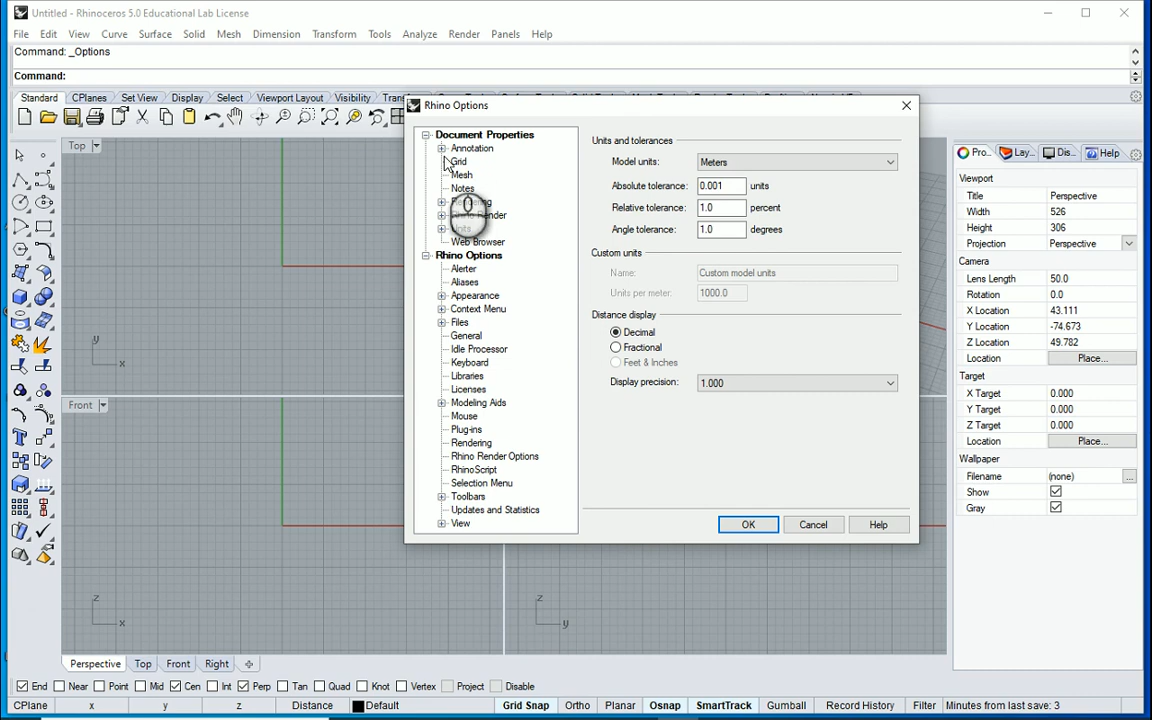 Untitled - Rhinoceros 5.0 Educational Lab License
File Edit View Curve Surface Solid Mesh Dimension Transform Tools Analyze Render Panels Help
Command: _Options
Command:
Standard CPlanes Set View Display Select Viewport Layout Visibility
Rhino Options
Document Properties
Annotation
Grid
Mesh
Notes
Rhino Render
Units
Web Browser
Rhino Options
Alerter
Aliases
Appearance
Context Menu
Files
General
Idle Processor
Keyboard
Libraries
Licenses
Modeling Aids
Mouse
Plug-ins
Rendering
Rhino Render Options
RhinoScript
Selection Menu
Toolbars
Updates and Statistics
View
Units and tolerances
Model units: Meters
Absolute tolerance: 0.001 units
Relative tolerance: 1.0 percent
Angle tolerance: 1.0 degrees
Custom units
Name: Custom model units
Units per meter: 1000.0
Distance display
Decimal
Fractional
Feet & Inches
Display precision: 1.000
OK Cancel Help
Top
y
x
Front
z
x
z
y
Pro... Lay... Dis... Help
Viewport
Title Perspective
Width 526
Height 306
Projection Perspective
Camera
Lens Length 50.0
Rotation 0.0
X Location 43.111
Y Location -74.673
Z Location 49.782
Location Place...
Target
X Target 0.000
Y Target 0.000
Z Target 0.000
Location Place...
Wallpaper
Filename (none) ...
Show
Gray
Perspective Top Front Right
End Near Point Mid Cen Int Perp Tan Quad Knot Vertex Project Disable
CPlane x y z Distance Default Grid Snap Ortho Planar Osnap SmartTrack Gumball Record History Filter Minutes from last save: 3